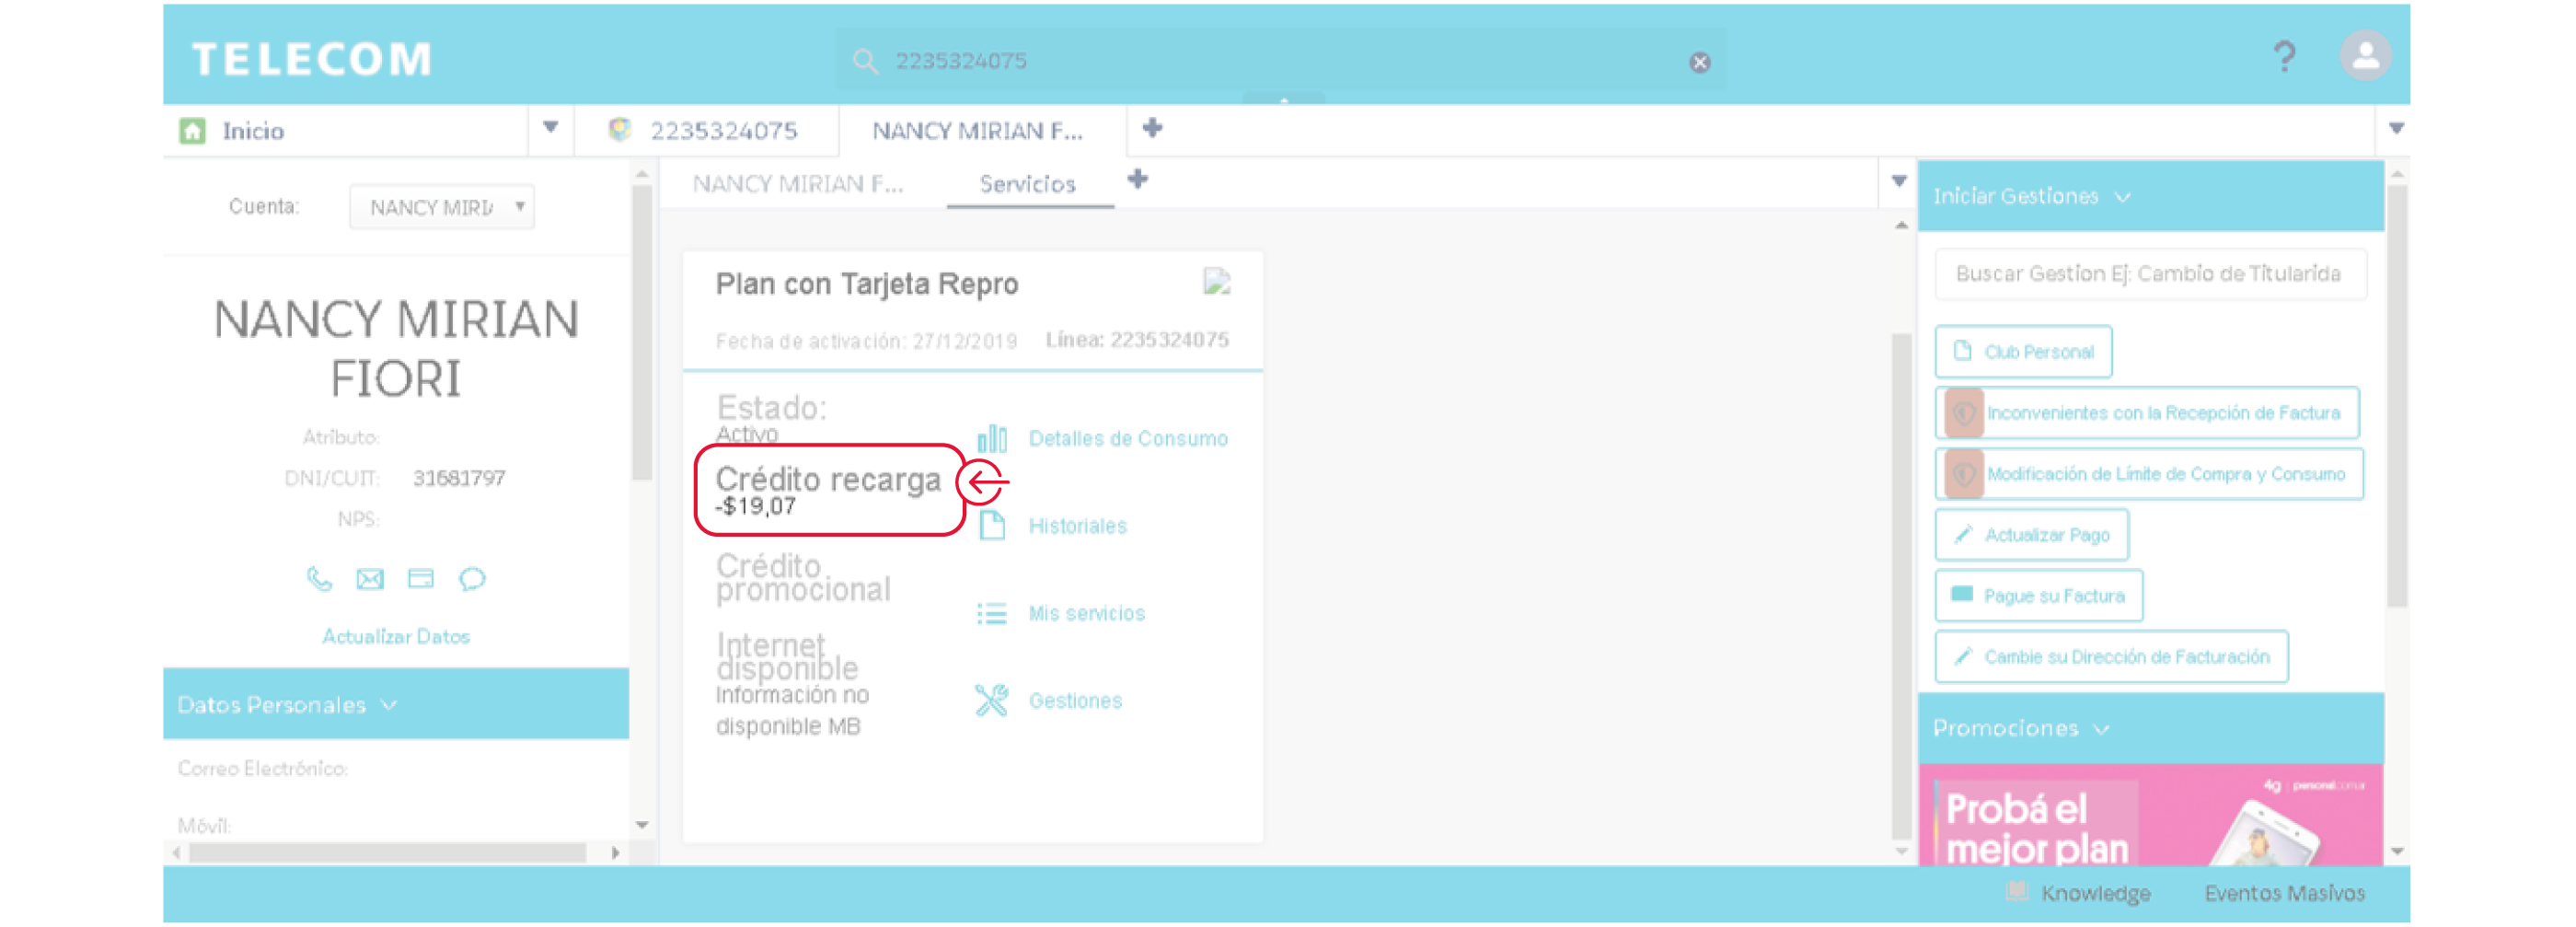 TELECOM
2235324075
?
Inicio
2235324075
NANCY MIRIAN F...
Cuenta:
NANCY MIRI
NANCY MIRIAN
FIORI
Atributo:
DNI/CUIT: 31681797
NPS:
Actualizar Datos
Datos Personales
Correo Electrónico:
Móvil:
NANCY MIRIAN F...
Servicios
Plan con Tarjeta Repro
Fecha de activación: 27/12/2019 Línea: 2235324075
Estado:
Activo
Crédito recarga
-$19,07
Crédito
promocional
Internet
disponible
Información no
disponible MB
Detalles de Consumo
Historiales
Mis servicios
Gestiones
Iniciar Gestiones
Buscar Gestion Ej: Cambio de Titularida
Club Personal
Inconvenientes con la Recepción de Factura
Modificación de Límite de Compra y Consumo
Actualizar Pago
Pague su Factura
Cambie su Dirección de Facturación
Promociones
4g personal.com.ar
Probá el
mejor plan
Knowledge
Eventos Masivos